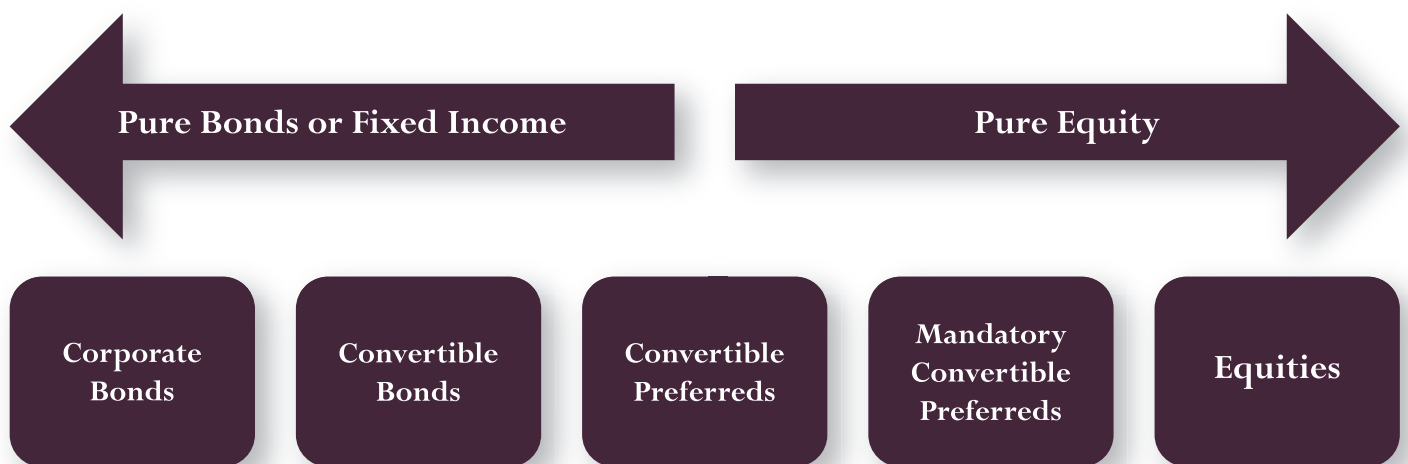 Pure Bonds or Fixed Income
Pure Equity
Corporate
Bonds
Convertible
Bonds
Convertible
Preferreds
Mandatory
Convertible
Preferreds
Equities